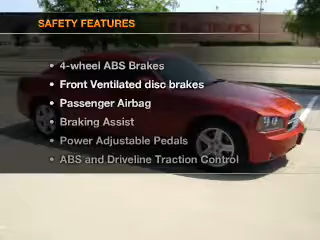 SAFETY FEATURES
• 4-wheel ABS Brakes
• Front Ventilated disc brakes
• Passenger Airbag
• Braking Assist
• Power Adjustable Pedals
• ABS and Driveline Traction Control